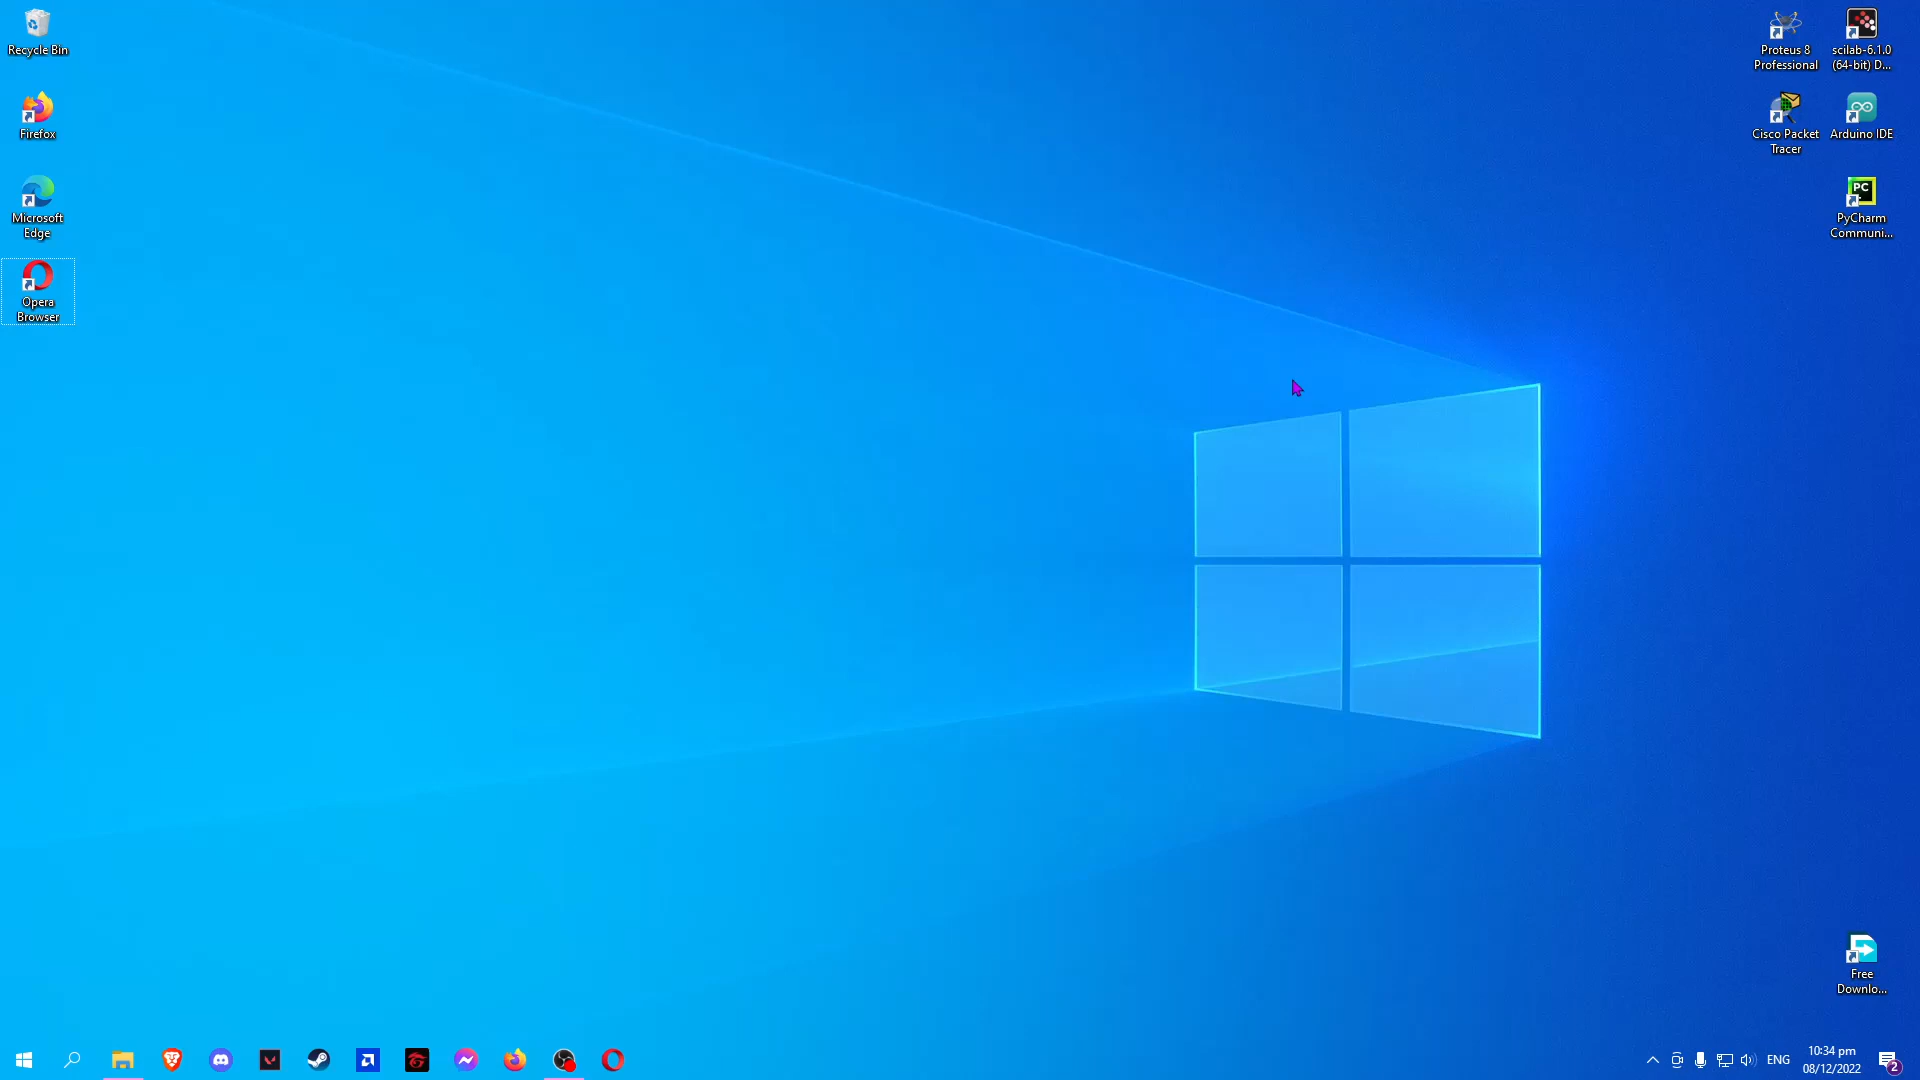 Recycle Bin
Firefox
Microsoft
Edge
Opera
Browser
Proteus 8
Professional
scilab-6.1.0
(64-bit) D...
Cisco Packet
Tracer
Arduino IDE
PC
PyCharm
Communi...
Free
Downlo...
ENG
10:34 pm
08/12/2022
2